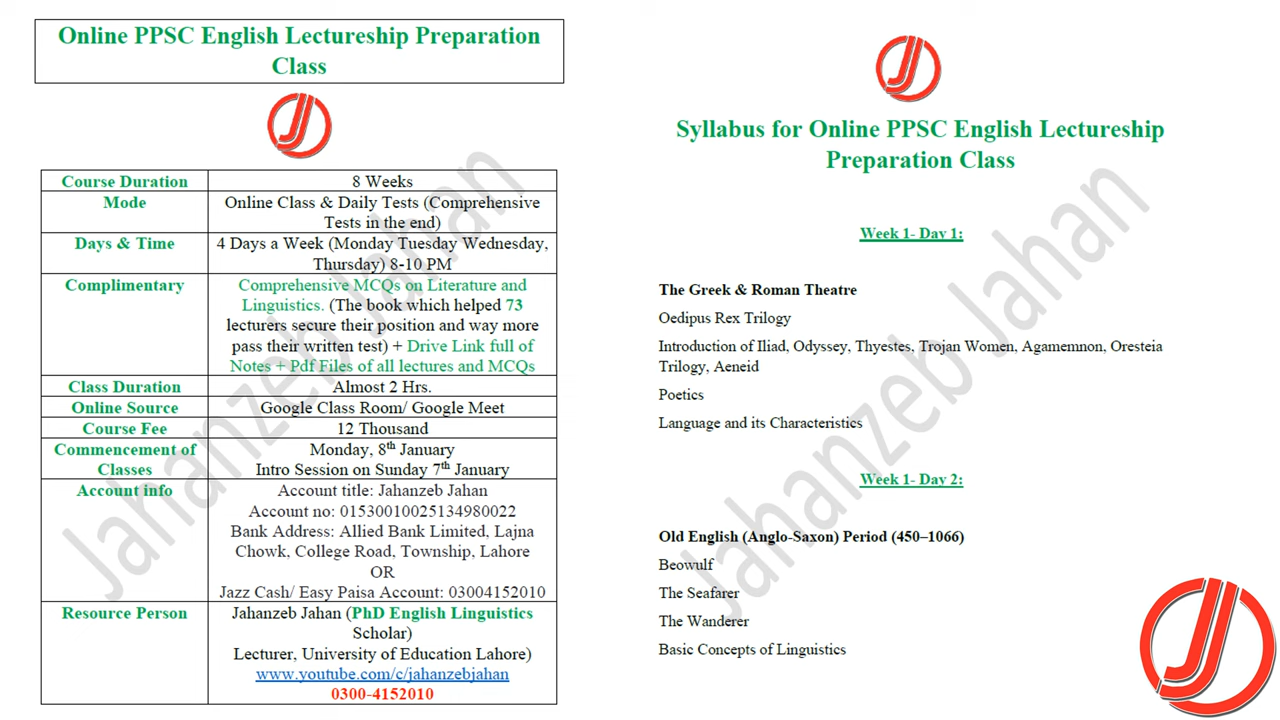 Online PPSC English Lectureship Preparation
Class
Course Duration
8 Weeks
Mode
Online Class & Daily Tests (Comprehensive
Tests in the end)
Days & Time
4 Days a Week (Monday Tuesday Wednesday,
Thursday) 8-10 PM
Complimentary
Comprehensive MCQs on Literature and
Linguistics. (The book which helped 73
lecturers secure their position and way more
pass their written test) + Drive Link full of
Notes + Pdf Files of all lectures and MCQs
Class Duration
Almost 2 Hrs.
Online Source
Google Class Room/ Google Meet
Course Fee
12 Thousand
Commencement of
Classes
Monday, 8th January
Intro Session on Sunday 7th January
Account info
Account title: Jahanzeb Jahan
Account no: 01530010025134980022
Bank Address: Allied Bank Limited, Lajna
Chowk, College Road, Township, Lahore
OR
Jazz Cash/ Easy Paisa Account: 03004152010
Resource Person
Jahanzeb Jahan (PhD English Linguistics
Scholar)
Lecturer, University of Education Lahore)
www.youtube.com/c/jahanzebjahan
0300-4152010
Jahanzeb Jahan
Syllabus for Online PPSC English Lectureship
Preparation Class
Week 1- Day 1:
The Greek & Roman Theatre
Oedipus Rex Trilogy
Introduction of Iliad, Odyssey, Thyestes, Trojan Women, Agamemnon, Oresteia
Trilogy, Aeneid
Poetics
Language and its Characteristics
Week 1- Day 2:
Old English (Anglo-Saxon) Period (450–1066)
Beowulf
The Seafarer
The Wanderer
Basic Concepts of Linguistics
Jahanzeb Jahan